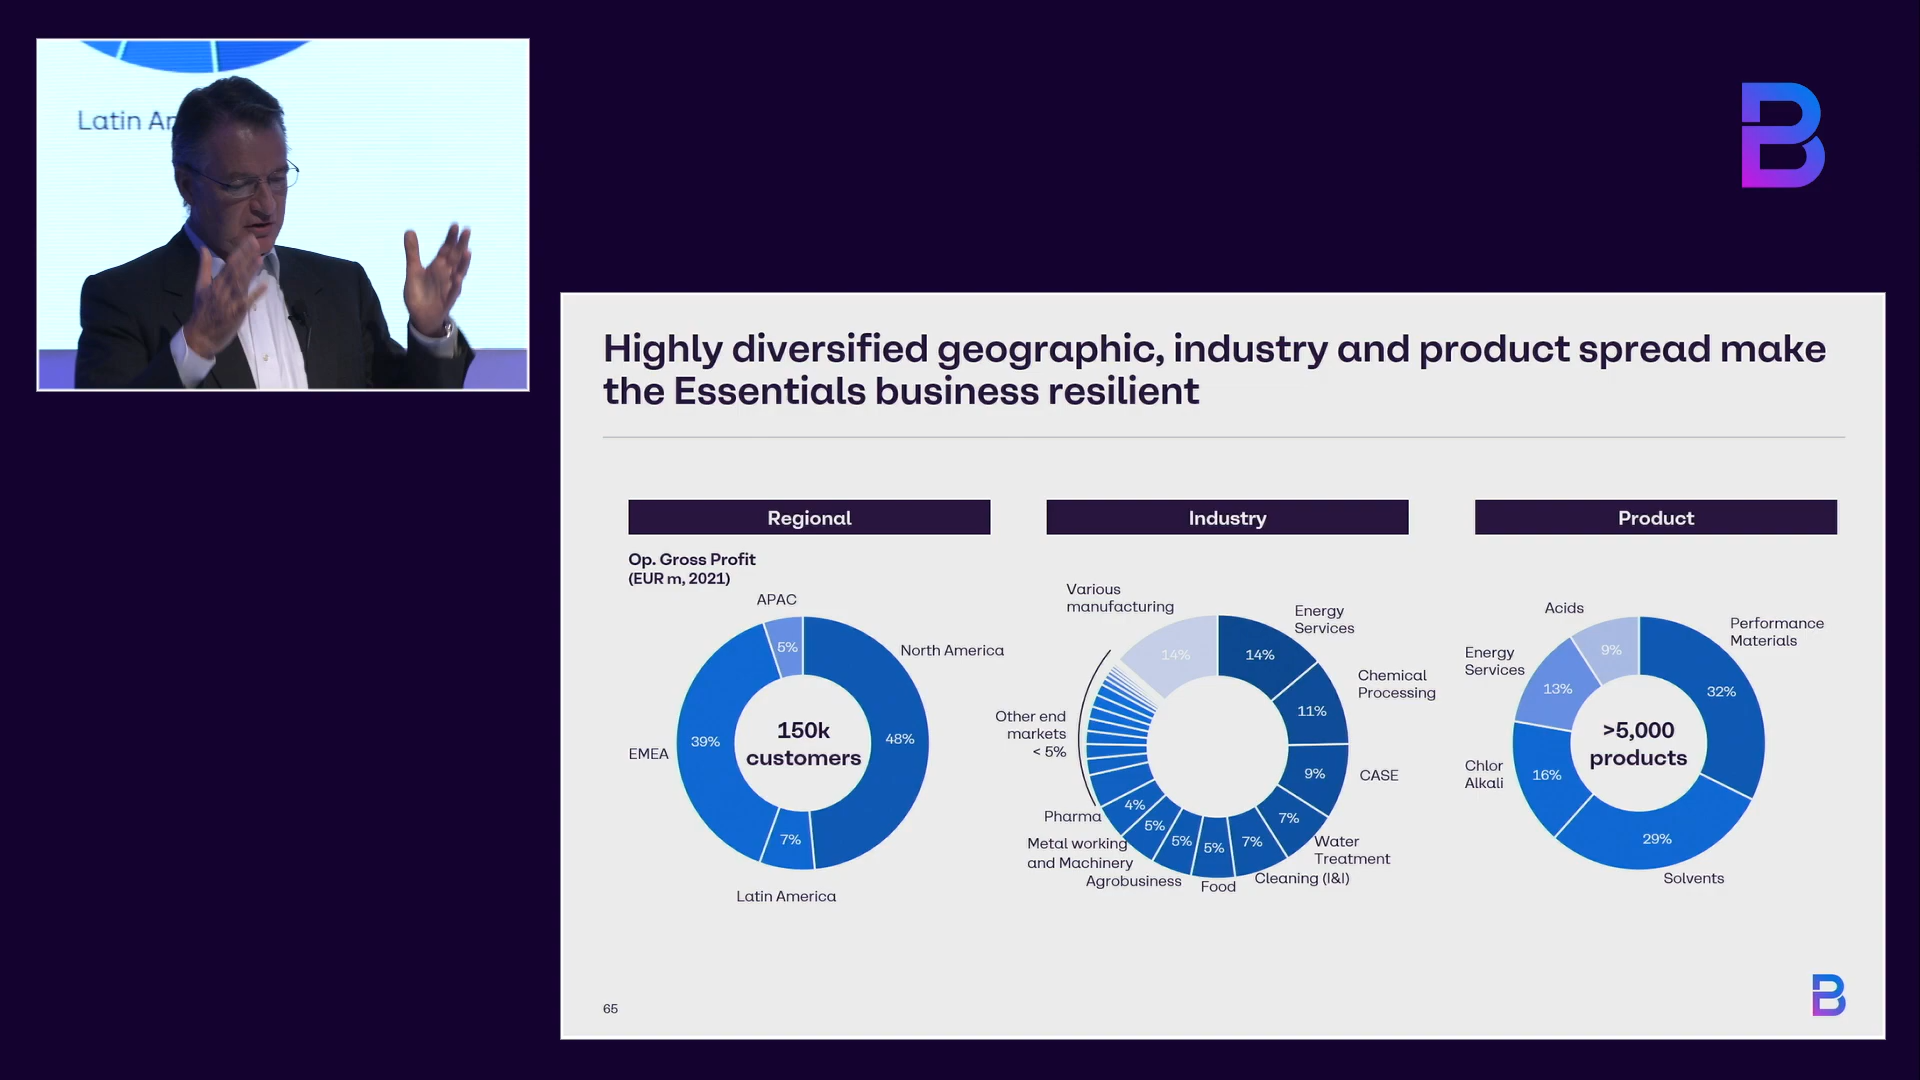 Latin Am
Highly diversified geographic, industry and product spread make
the Essentials business resilient
Regional
Op. Gross Profit
(EUR m, 2021)
APAC
5%
North America
48%
39%
EMEA
150k
customers
7%
Latin America
Industry
Various
manufacturing
14%
Energy
Services
14%
Chemical
Processing
11%
CASE
9%
Water
Treatment
7%
Cleaning (I&I)
7%
Food
5%
Agrobusiness
5%
Metal working
and Machinery
5%
Pharma
4%
Other end
markets
< 5%
Product
Acids
9%
Performance
Materials
32%
Energy
Services
13%
>5,000
products
Chlor
Alkali
16%
29%
Solvents
65